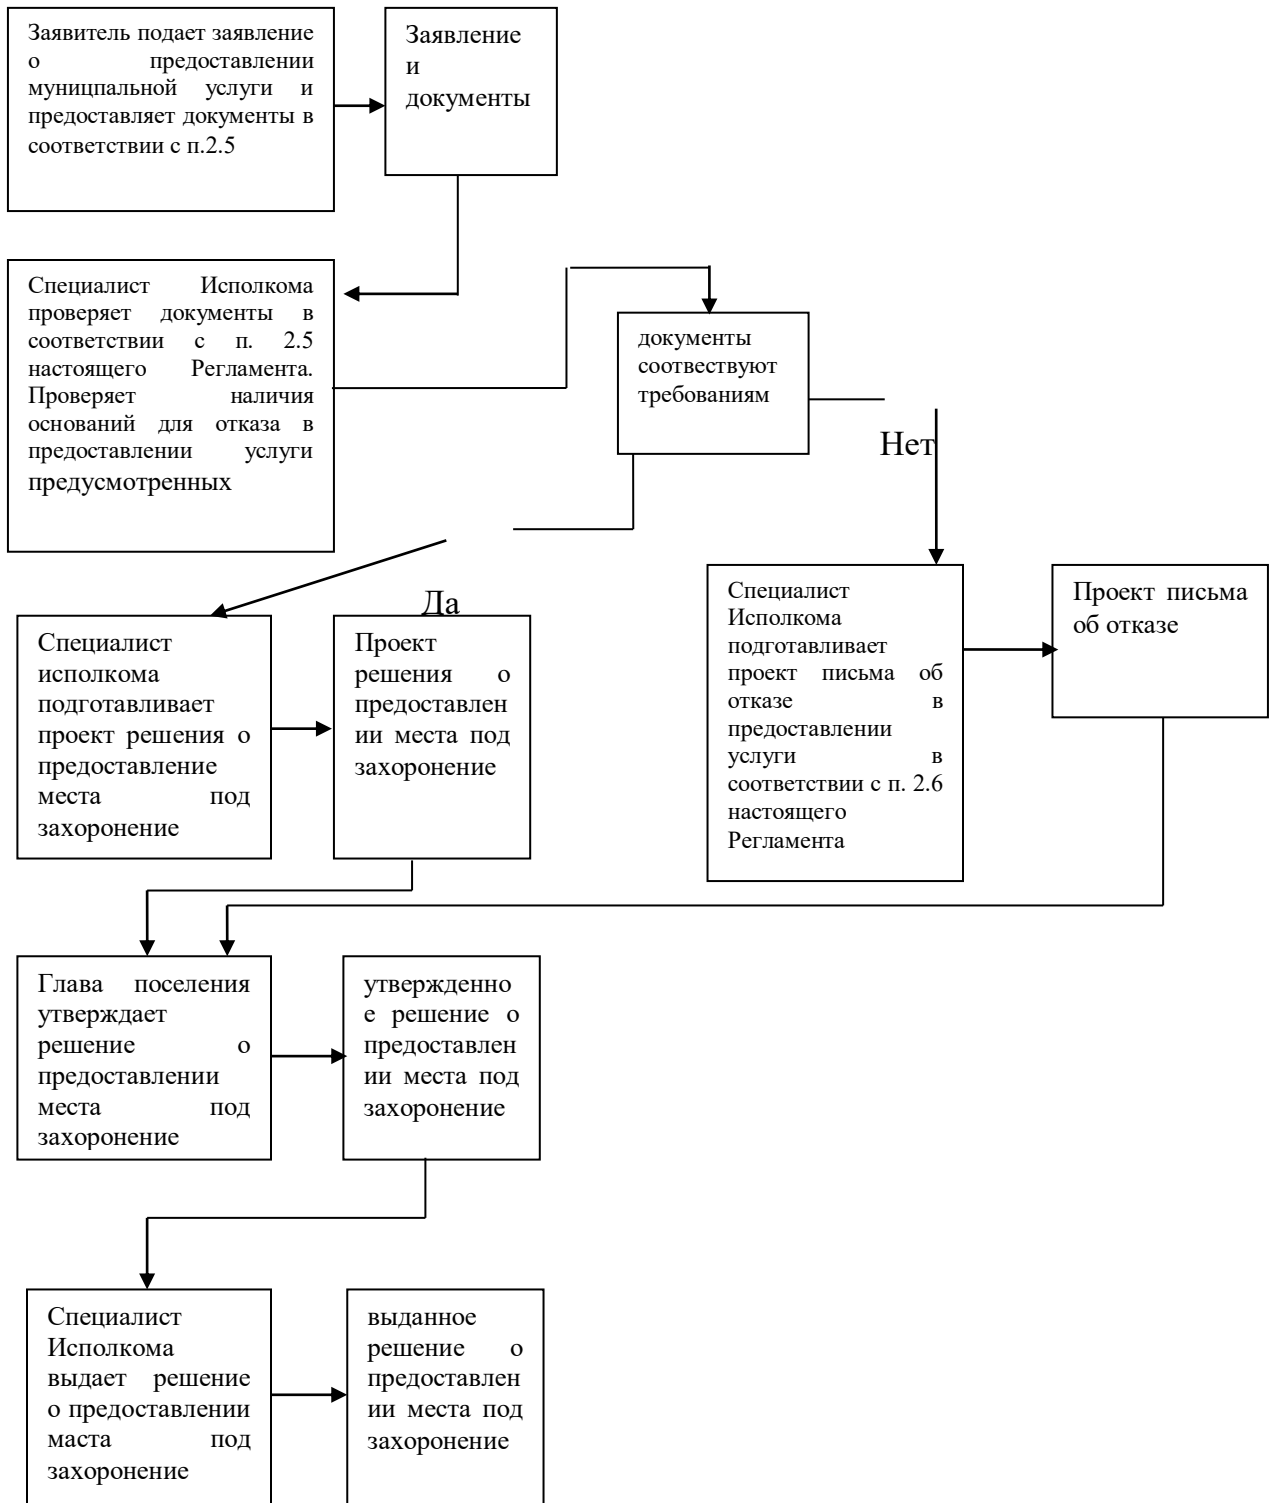 Заявитель подает заявление
о предоставлении
муницпальной услуги и
предоставляет документы в
соответствии с п.2.5
Заявление
и
документы
Специалист Исполкома
проверяет документы в
соответствии с п. 2.5
настоящего Регламента.
Проверяет наличия
оснований для отказа в
предоставлении услуги
предусмотренных
документы
соотвествуют
требованиям
Нет
Да
Специалист
исполкома
подготавливает
проект решения о
предоставление
места под
захоронение
Проект
решения о
предоставлен
ии места под
захоронение
Специалист
Исполкома
подготавливает
проект письма об
отказе в
предоставлении
услуги в
соответствии с п. 2.6
настоящего
Регламента
Проект письма
об отказе
Глава поселения
утверждает
решение о
предоставлении
места под
захоронение
утвержденно
е решение о
предоставлен
ии места под
захоронение
Специалист
Исполкома
выдает решение
о предоставлении
маста под
захоронение
выданное
решение о
предоставлен
ии места под
захоронение